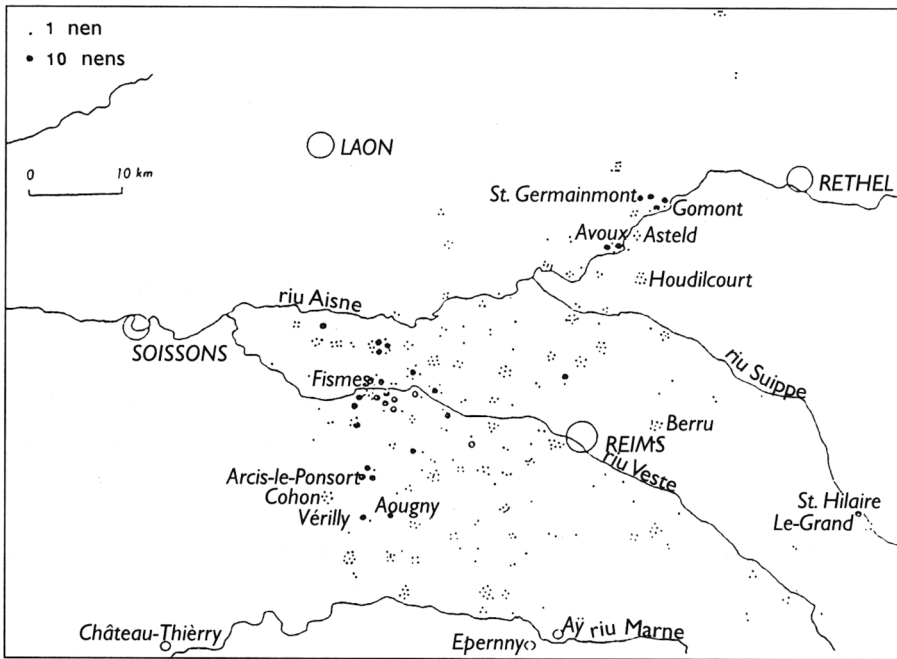 . 1 nen
• 10 nens
0 10 km
LAON
RETHEL
St. Germainmont
Gomont
Avoux
Asteld
Houdilcourt
riu Aisne
SOISSONS
riu Suippe
Fismes
Berru
REIMS
riu Veste
Arcis-le-Ponsort
Cohon
Aougny
Vérilly
St. Hilaire
Le-Grand
Château-Thièrry
Epernny
Aÿ
riu Marne